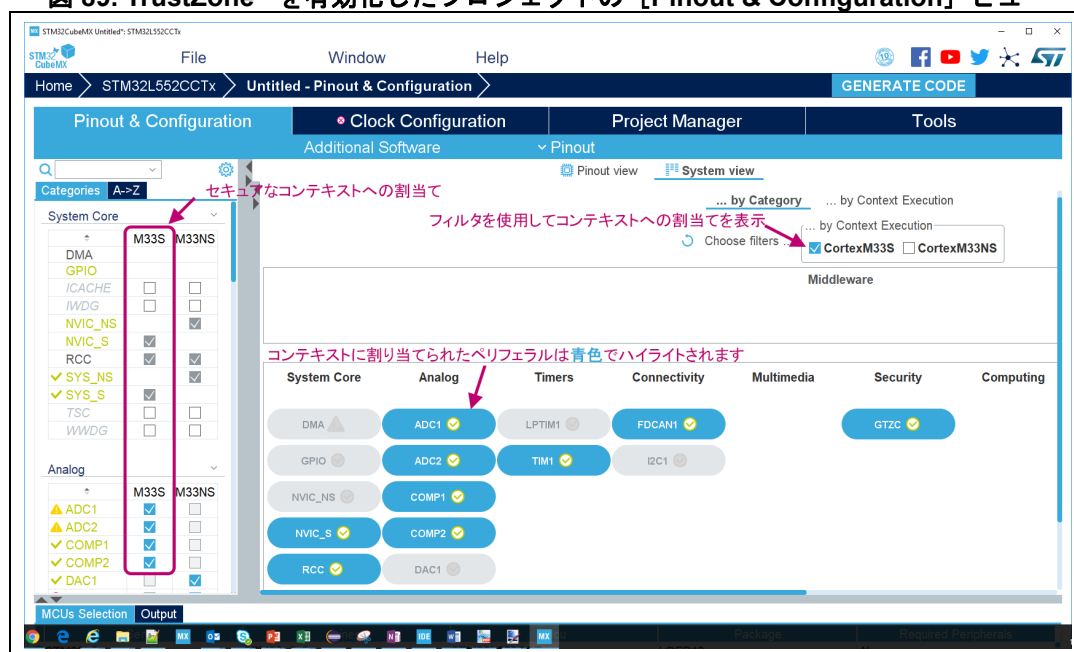 図 89. TrustZone® を有効化したプロジェクトの［Pinout & Configuration］ビュー
MX STM32CubeMX Untitled*: STM32L552CCTx
STM32 CubeMX File Window Help
Home STM32L552CCTx Untitled - Pinout & Configuration GENERATE CODE
Pinout & Configuration Clock Configuration Project Manager Tools
Additional Software Pinout
Pinout view System view
Categories A->Z
セキュアなコンテキストへの割当て
... by Category ... by Context Execution
System Core
フィルタを使用してコンテキストへの割当てを表示
... by Context Execution
M33S M33NS
Choose filters ...
CortexM33S CortexM33NS
DMA
GPIO
ICACHE
Middleware
IWDG
NVIC_NS
NVIC_S
RCC
コンテキストに割り当てられたペリフェラルは青色でハイライトされます
SYS_NS
System Core Analog Timers Connectivity Multimedia Security Computing
SYS_S
TSC
WWDG
DMA ADC1 LPTIM1 FDCAN1 GTZC
GPIO ADC2 TIM1 I2C1
Analog
M33S M33NS
NVIC_NS COMP1
ADC1
ADC2
NVIC_S COMP2
COMP1
COMP2
RCC DAC1
DAC1
MCUs Selection Output
Package Required Peripherals